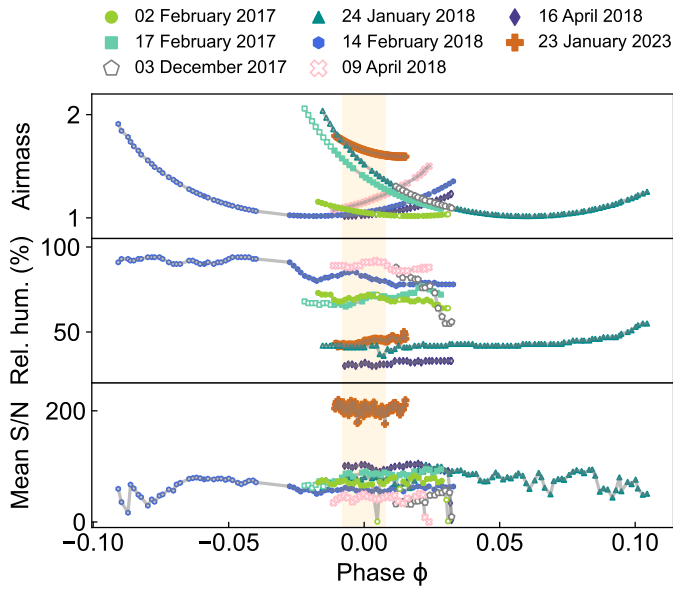 02 February 2017 24 January 2018 16 April 2018
17 February 2017 14 February 2018 23 January 2023
03 December 2017 09 April 2018
2
Airmass
1
100
Rel. hum. (%)
50
200
Mean S/N
0
−0.10 −0.05 0.00 0.05 0.10
Phase ϕ